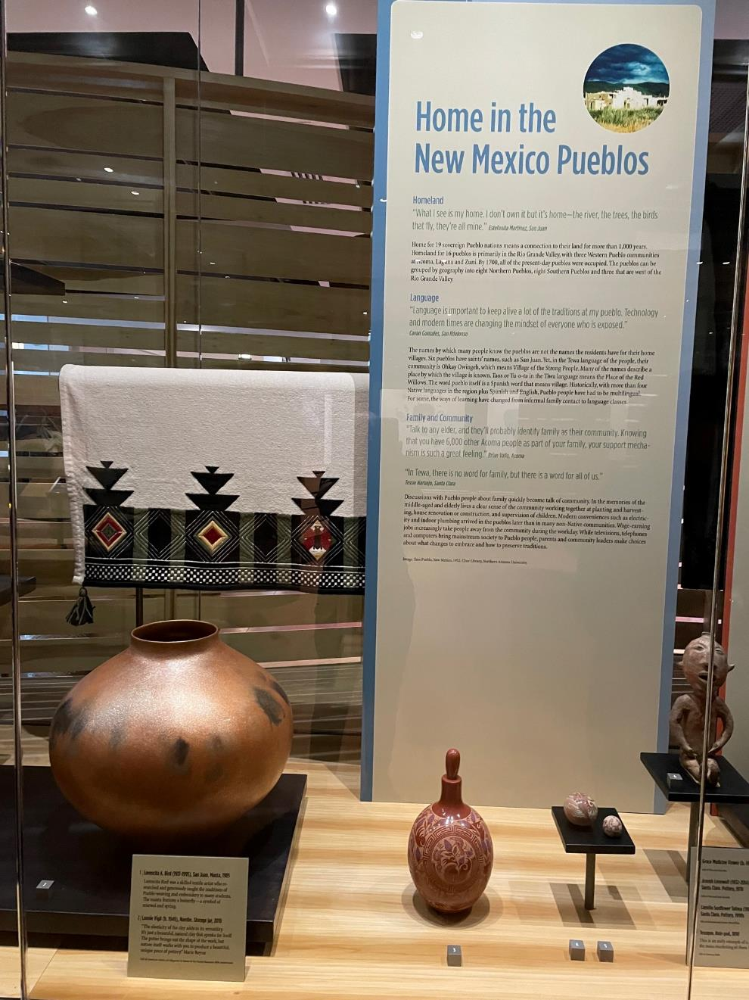 Home in the
New Mexico Pueblos
Homeland
"What I see is my home. I don't own it but it's home—the river, the trees, the birds
that fly, they're all mine." Estefanita Martinez, San Juan
Home for 19 sovereign Pueblo nations means a connection to their land for more than 1,000 years.
Homeland for 16 pueblos is primarily in the Rio Grande Valley, with three Western Pueblo communities
at Acoma, Laguna and Zuni. By 1700, all of the present-day pueblos were occupied. The pueblos can be
grouped by geography into eight Northern Pueblos, eight Southern Pueblos and three that are west of the
Rio Grande Valley.
Language
"Language is important to keep alive a lot of the traditions at my pueblo. Technology
and modern times are changing the mindset of everyone who is exposed."
Cavan Gonzales, San Ildefonso
The names by which many people know the pueblos are not the names the residents have for their home
villages. Six pueblos have saints' names, such as San Juan. Yet, in the Tewa language of the people, their
community is Ohkay Owingeh, which means Village of the Strong People. Many of the names describe a
place by which the village is known. Taos or Tu-o-ta in the Tiwa language means the Place of the Red
Willows. The word pueblo itself is a Spanish word that means village. Historically, with more than four
Native languages in the region plus Spanish and English, Pueblo people have had to be multilingual.
For some, the ways of learning have changed from informal family contact to language classes.
Family and Community
"Talk to any elder, and they'll probably identify family as their community. Knowing
that you have 6,000 other Acoma people as part of your family, your support mecha-
nism is such a great feeling." Brian Vallo, Acoma
"In Tewa, there is no word for family, but there is a word for all of us."
Tessie Naranjo, Santa Clara
Discussions with Pueblo people about family quickly become talk of community. In the memories of the
middle-aged and elderly lives a clear sense of the community working together at planting and harvest-
ing, house renovation or construction, and supervision of children. Modern conveniences such as electric-
ity and indoor plumbing arrived in the pueblos later than in many non-Native communities. Wage-earning
jobs increasingly take people away from the community during the workday. While televisions, telephones
and computers bring mainstream society to Pueblo people, parents and community leaders make choices
about what changes to embrace and how to preserve traditions.
Image: Taos Pueblo, New Mexico, 1952. Cline Library, Northern Arizona University
1 Lorencita A. Bird (1917-1995), San Juan, Manta, 1985
Lorencita Bird was a skilled textile artist who re-
searched and generously taught the traditions of
Pueblo weaving and embroidery to many students.
The manta features a butterfly—a symbol of
renewal and spring.
2 Lonnie Vigil (b. 1949), Nambe, Storage jar, 2019
"The elasticity of the clay adds to its versatility.
It's just a beautiful, natural clay that speaks for itself
The potter brings out the shape of the work, but
nature itself works with you to produce a beautiful,
unique piece of pottery"
1
3
4
5
Grace Medicine Flower
Joseph Lonewolf (1932-
Santa Clara, Pottery,
Camilio Sunflower Tafoya
Santa Clara, Pottery,
Tesuque, Rain god,
This is an early example of